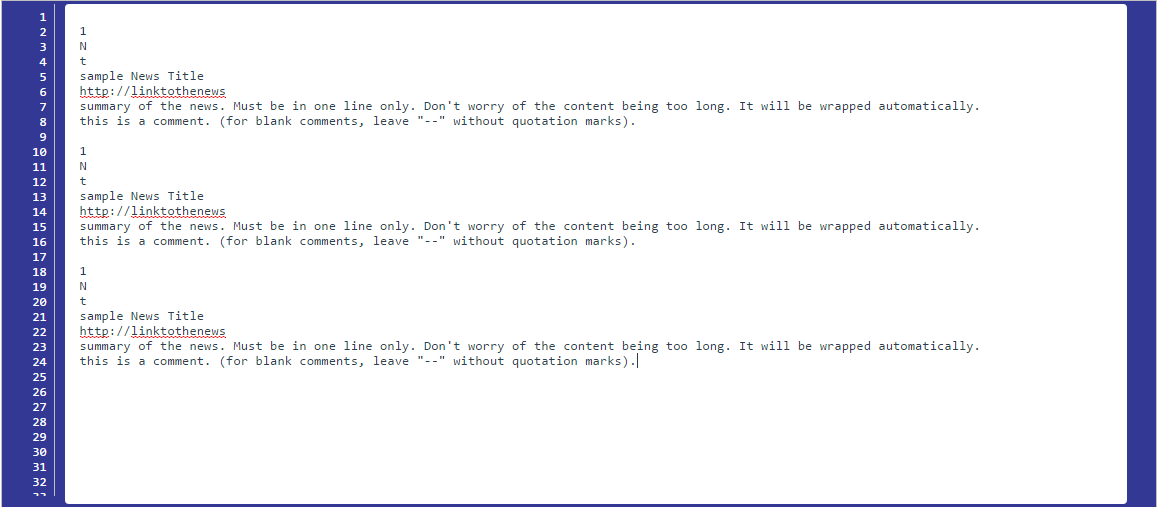 1
2 1
3 N
4 t
5 sample News Title
6 http://linktothenews
7 summary of the news. Must be in one line only. Don't worry of the content being too long. It will be wrapped automatically.
8 this is a comment. (for blank comments, leave "--" without quotation marks).
9
10 1
11 N
12 t
13 sample News Title
14 http://linktothenews
15 summary of the news. Must be in one line only. Don't worry of the content being too long. It will be wrapped automatically.
16 this is a comment. (for blank comments, leave "--" without quotation marks).
17
18 1
19 N
20 t
21 sample News Title
22 http://linktothenews
23 summary of the news. Must be in one line only. Don't worry of the content being too long. It will be wrapped automatically.
24 this is a comment. (for blank comments, leave "--" without quotation marks).
25
26
27
28
29
30
31
32